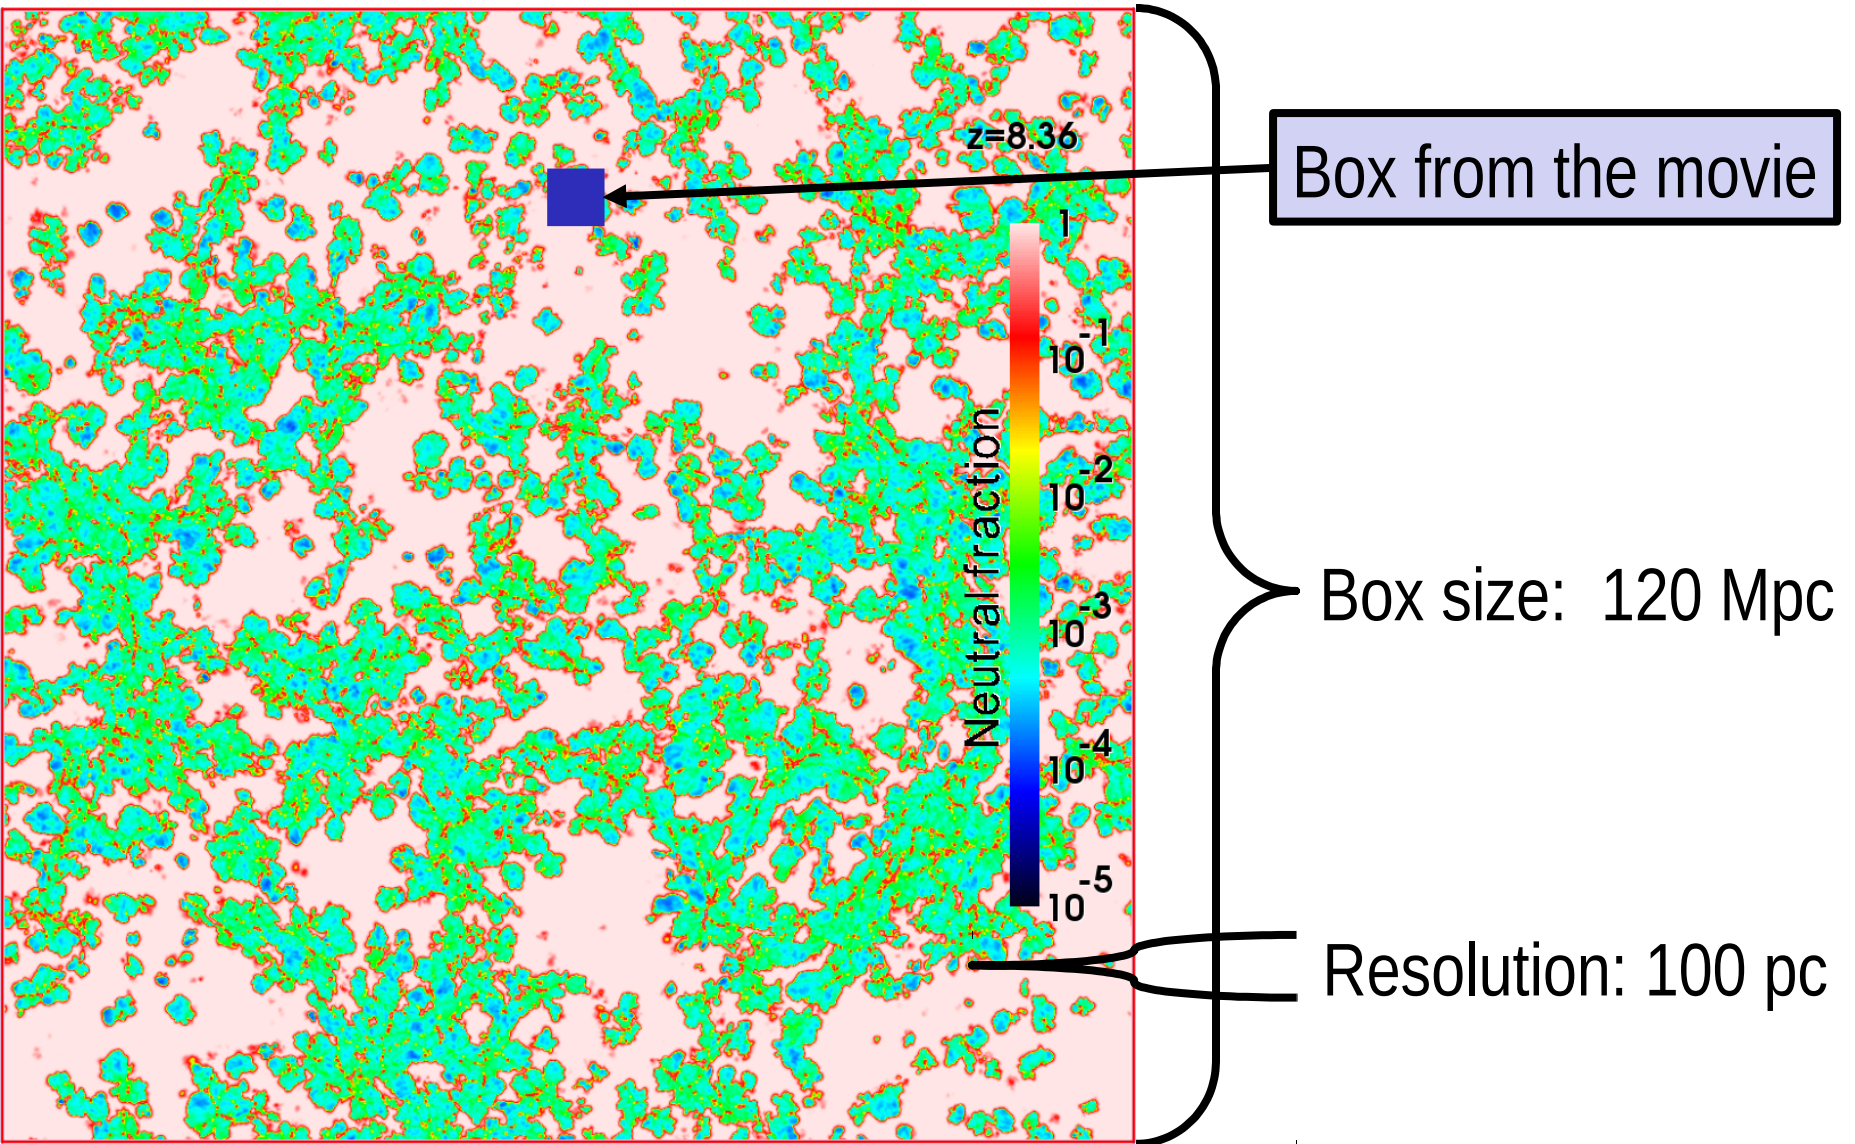 z=8.36
Box from the movie
1
10^-1
10^-2
Neutral fraction
10^-3
Box size:  120 Mpc
10^-4
10^-5
Resolution: 100 pc